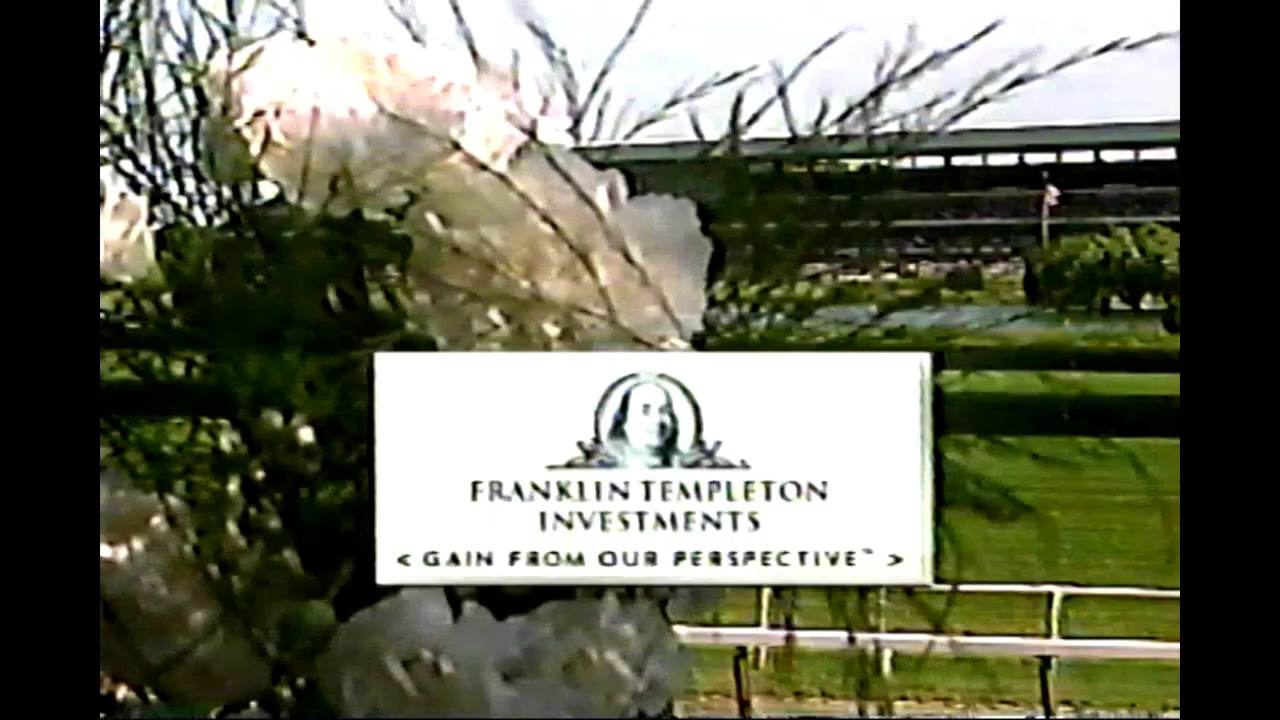 FRANKLIN TEMPLETON
INVESTMENTS
< GAIN FROM OUR PERSPECTIVE™ >